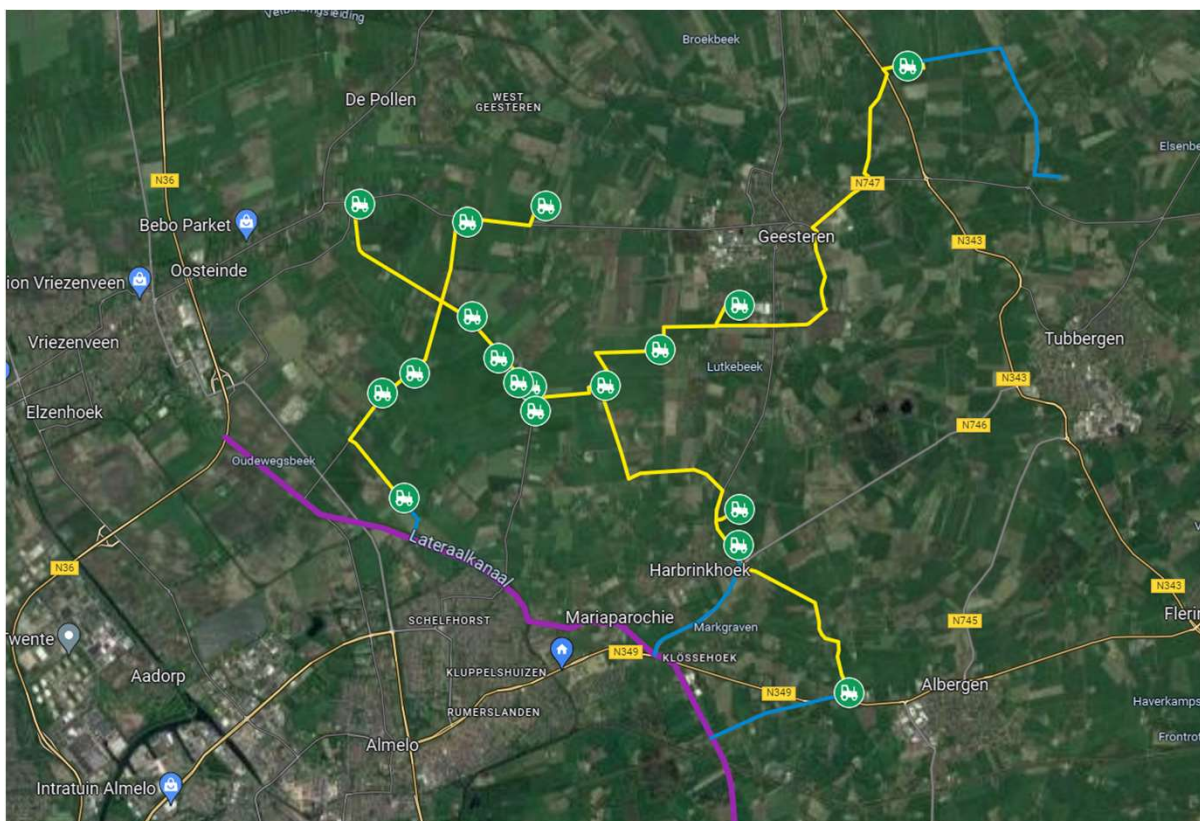 Verbindingsleiding
Broekbeek
De Pollen
WEST
GEESTEREN
Elsenbe
N36
N747
Bebo Parket
Geesteren
N343
Oosteinde
ion Vriezenveen
Vriezenveen
Tubbergen
Lutkebeek
N343
Elzenhoek
N746
Oudewegsbeek
Lateraalkanaal
N36
Harbrinkhoek
N343
Twente
SCHELFHORST
Mariaparochie
Markgraven
N745
Flerin
N349
KLÖSSEHOEK
Aadorp
KLUPPELSHUIZEN
N349
Albergen
RUMERSLANDEN
Haverkamps
Almelo
Frontrot
Intratuin Almelo